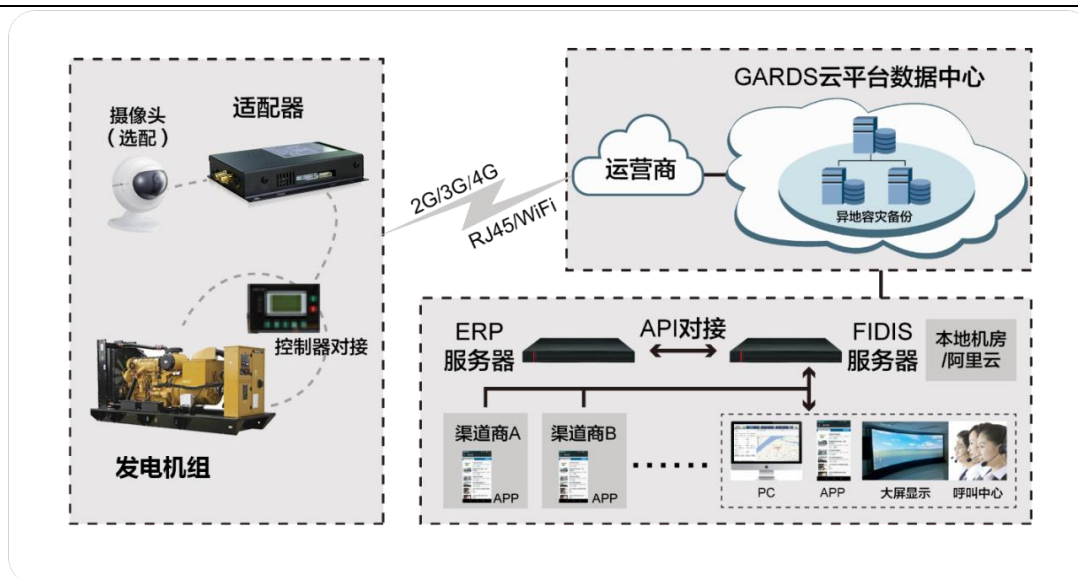 摄像头
（选配）
适配器
控制器对接
发电机组
2G/3G/4G
RJ45/WiFi
GARDS云平台数据中心
运营商
异地容灾备份
ERP
服务器
API对接
FIDIS
服务器
本地机房
/阿里云
渠道商A
APP
渠道商B
APP
PC
APP
大屏显示
呼叫中心